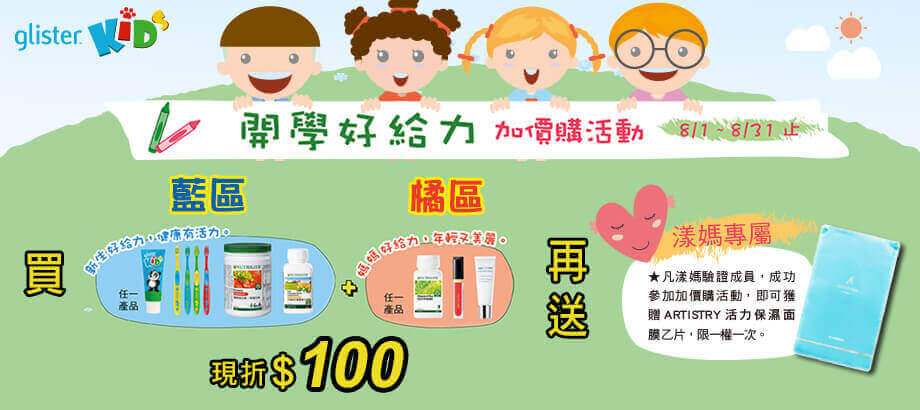 glister. KiDs
開學好給力 加價購活動 8/1~8/31止
藍區
橘區
買
新生好給力，健康有活力。
任一
產品
+
媽媽好給力，年輕又美麗。
任一
產品
現折$100
再送
漾媽專屬
★凡漾媽驗證成員，成功
參加加價購活動，即可獲
贈 ARTISTRY 活力保濕面
膜乙片，限一權一次。
KiDs
NUTRILITE